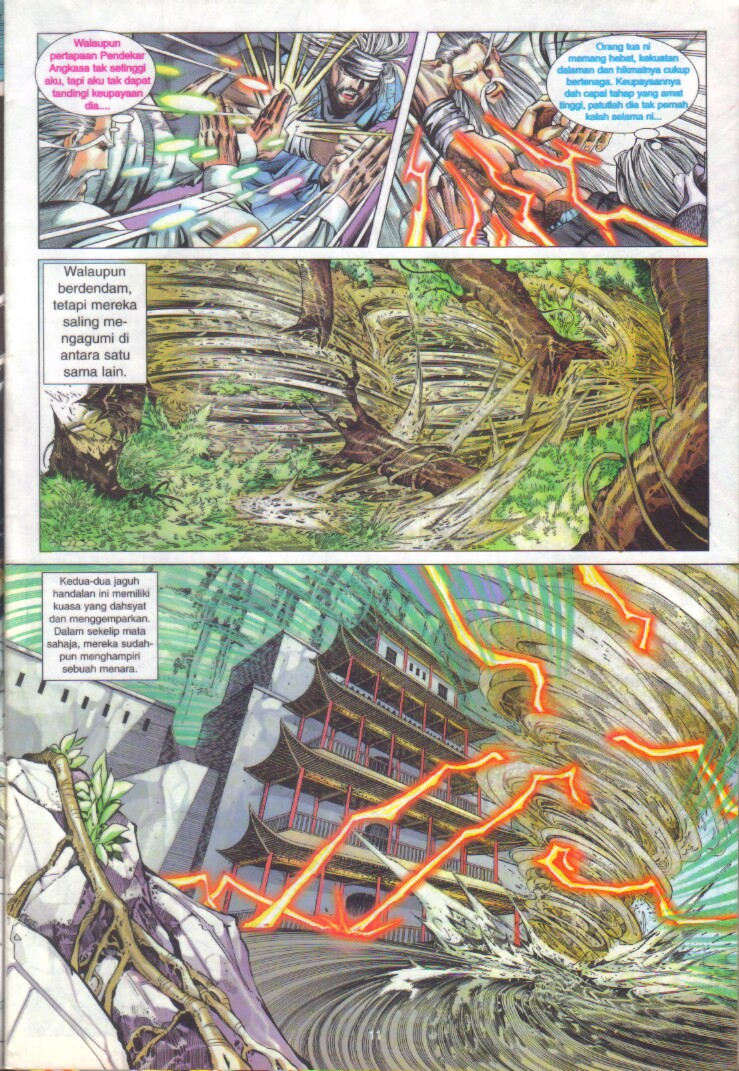 Walaupun
pertapaan Pendekar
Angkasa tak setinggi
aku, tapi aku tak dapat
tandingi keupayaan
dia....
Orang tua ni
memang hebat, kekuatan
dalaman dan hikmatnya cukup
bertenaga. Keupayaannya
dah capai tahap yang amat
tinggi, patutlah dia tak pernah
kalah selama ni...
Walaupun
berdendam,
tetapi mereka
saling me-
ngagumi di
antara satu
sama lain.
Kedua-dua jaguh
handalan ini memiliki
kuasa yang dahsyat
dan menggemparkan.
Dalam sekelip mata
sahaja, mereka sudah-
pun menghampiri
sebuah menara.
11